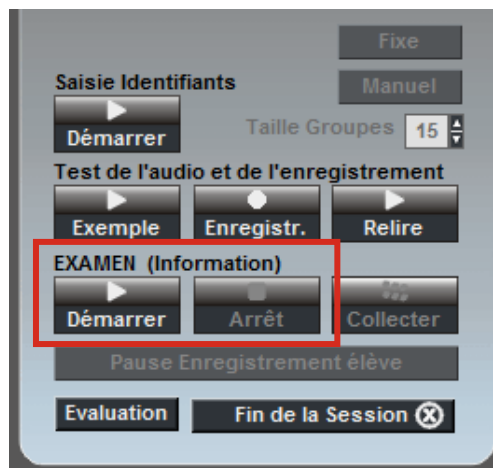 Fixe
Saisie Identifiants
Manuel
Démarrer
Taille Groupes 15
Test de l'audio et de l'enregistrement
Exemple Enregistr. Relire
EXAMEN (Information)
Démarrer Arrêt Collecter
Pause Enregistrement élève
Evaluation Fin de la Session